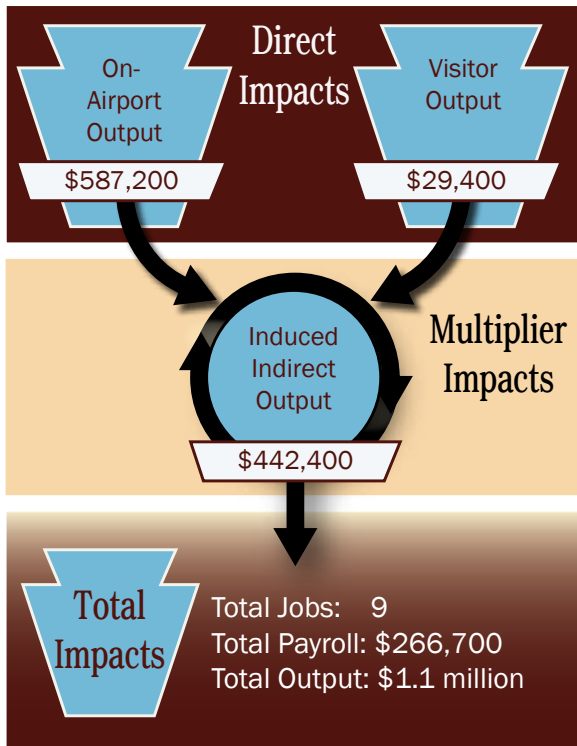 Direct
Impacts
On-
Airport
Output
$587,200
Visitor
Output
$29,400
Multiplier
Impacts
Induced
Indirect
Output
$442,400
Total
Impacts
Total Jobs: 9
Total Payroll: $266,700
Total Output: $1.1 million